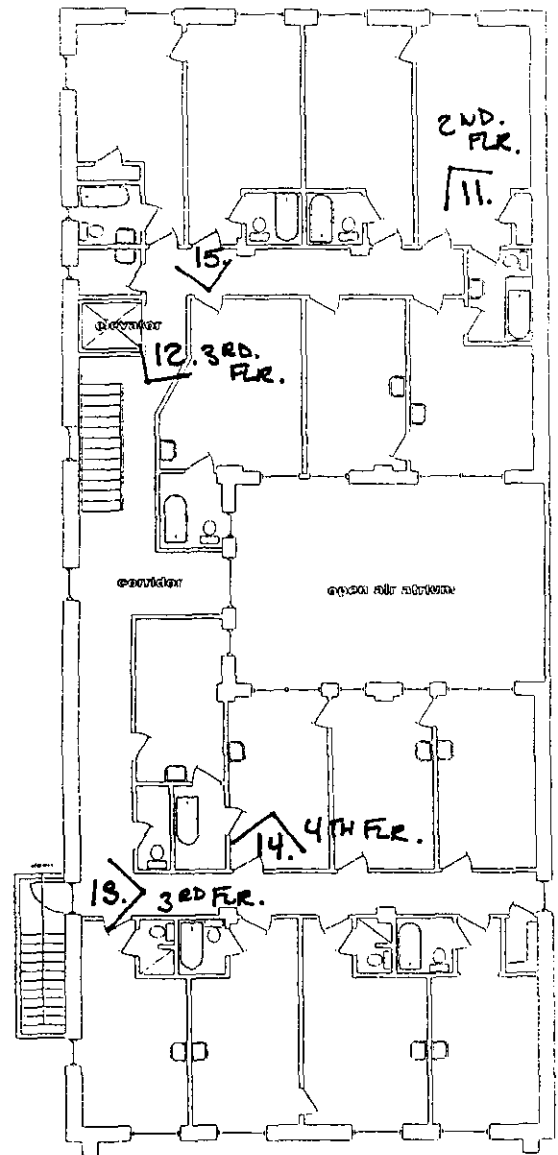 2ND.
FLR.
11.
15.
elevator
12. 3RD.
FLR.
corridor
open air atrium
14. 4TH FLR.
13. 3RD FLR.